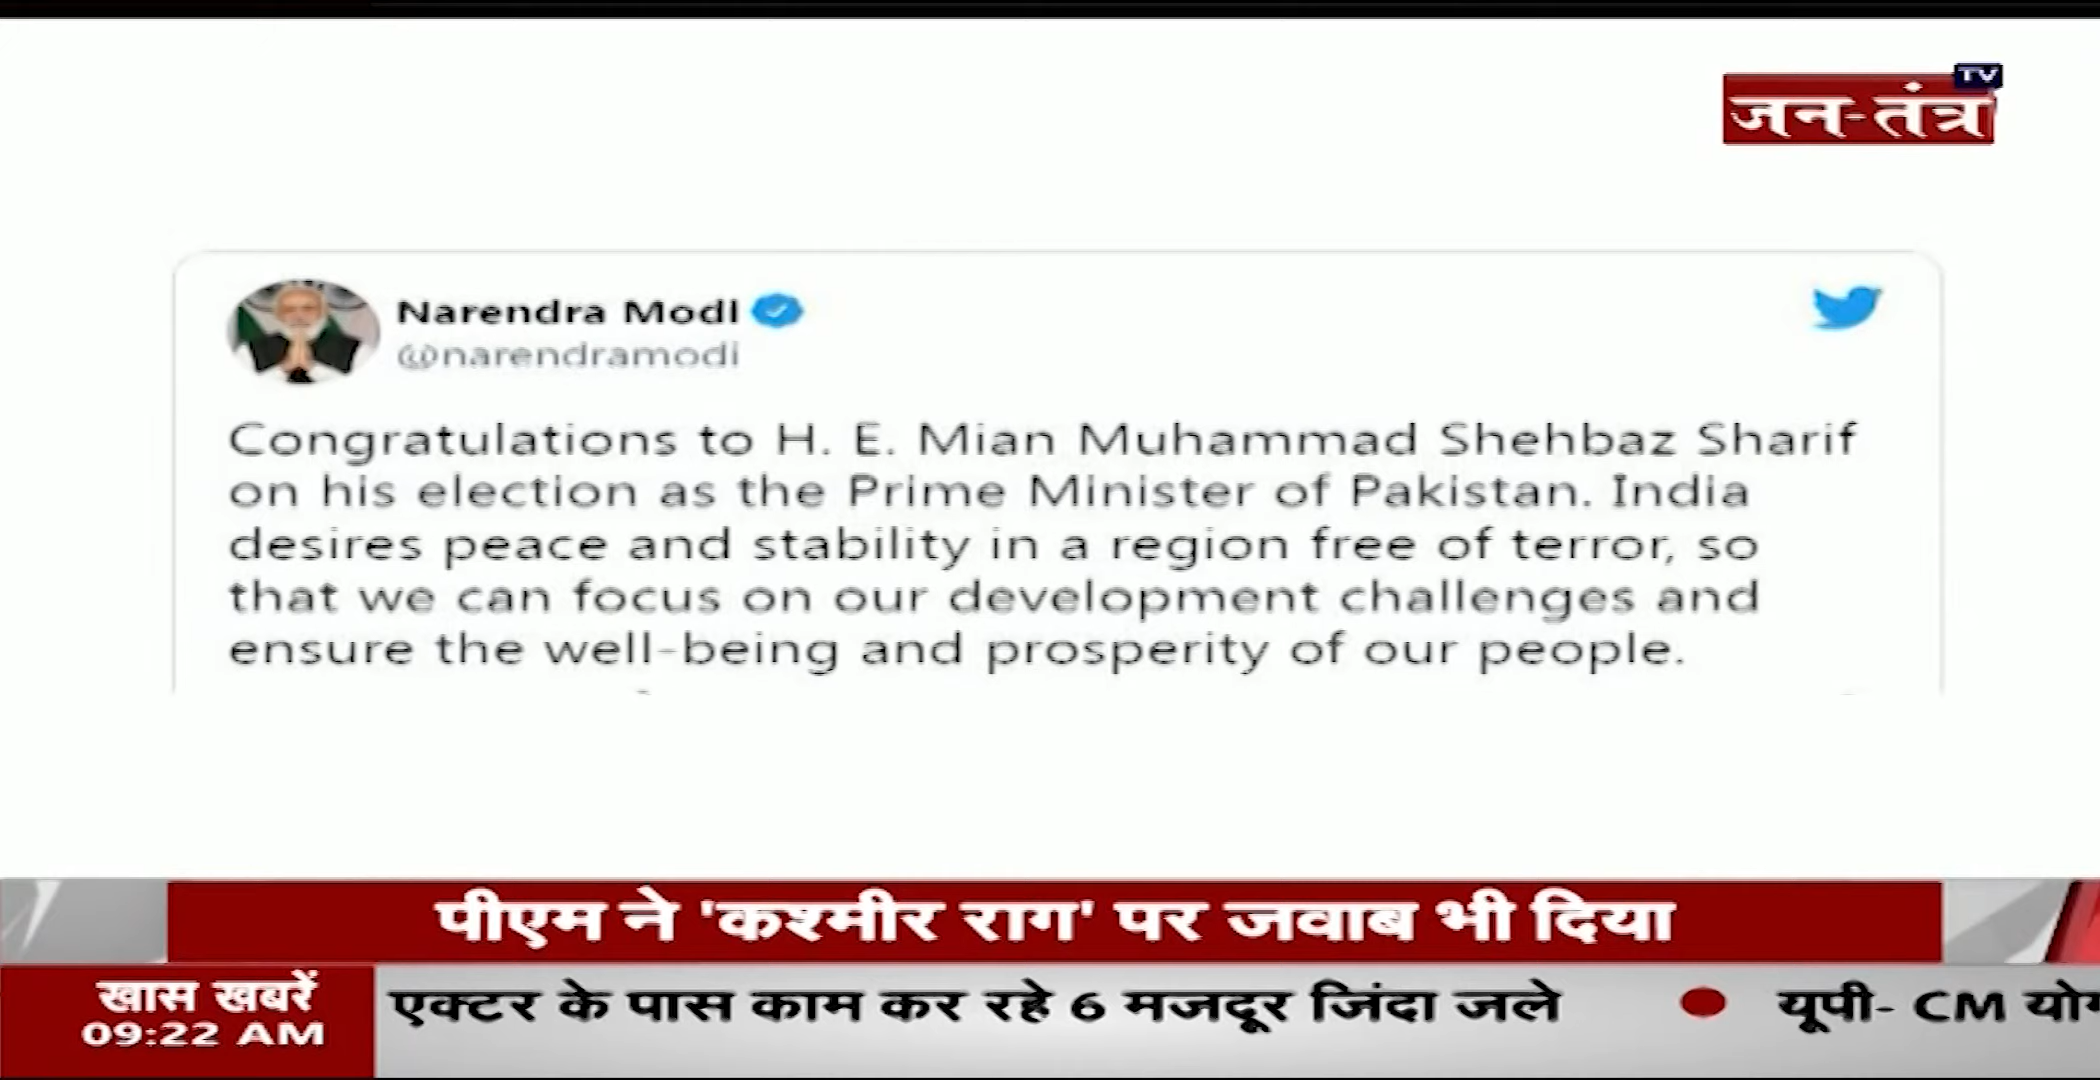 TV
जन-तंत्र
Narendra Modi
@narendramodi
Congratulations to H. E. Mian Muhammad Shehbaz Sharif
on his election as the Prime Minister of Pakistan. India
desires peace and stability in a region free of terror, so
that we can focus on our development challenges and
ensure the well-being and prosperity of our people.
पीएम ने 'कश्मीर राग' पर जवाब भी दिया
खास खबरें
09:22 AM
एक्टर के पास काम कर रहे 6 मजदूर जिंदा जले
यूपी- CM